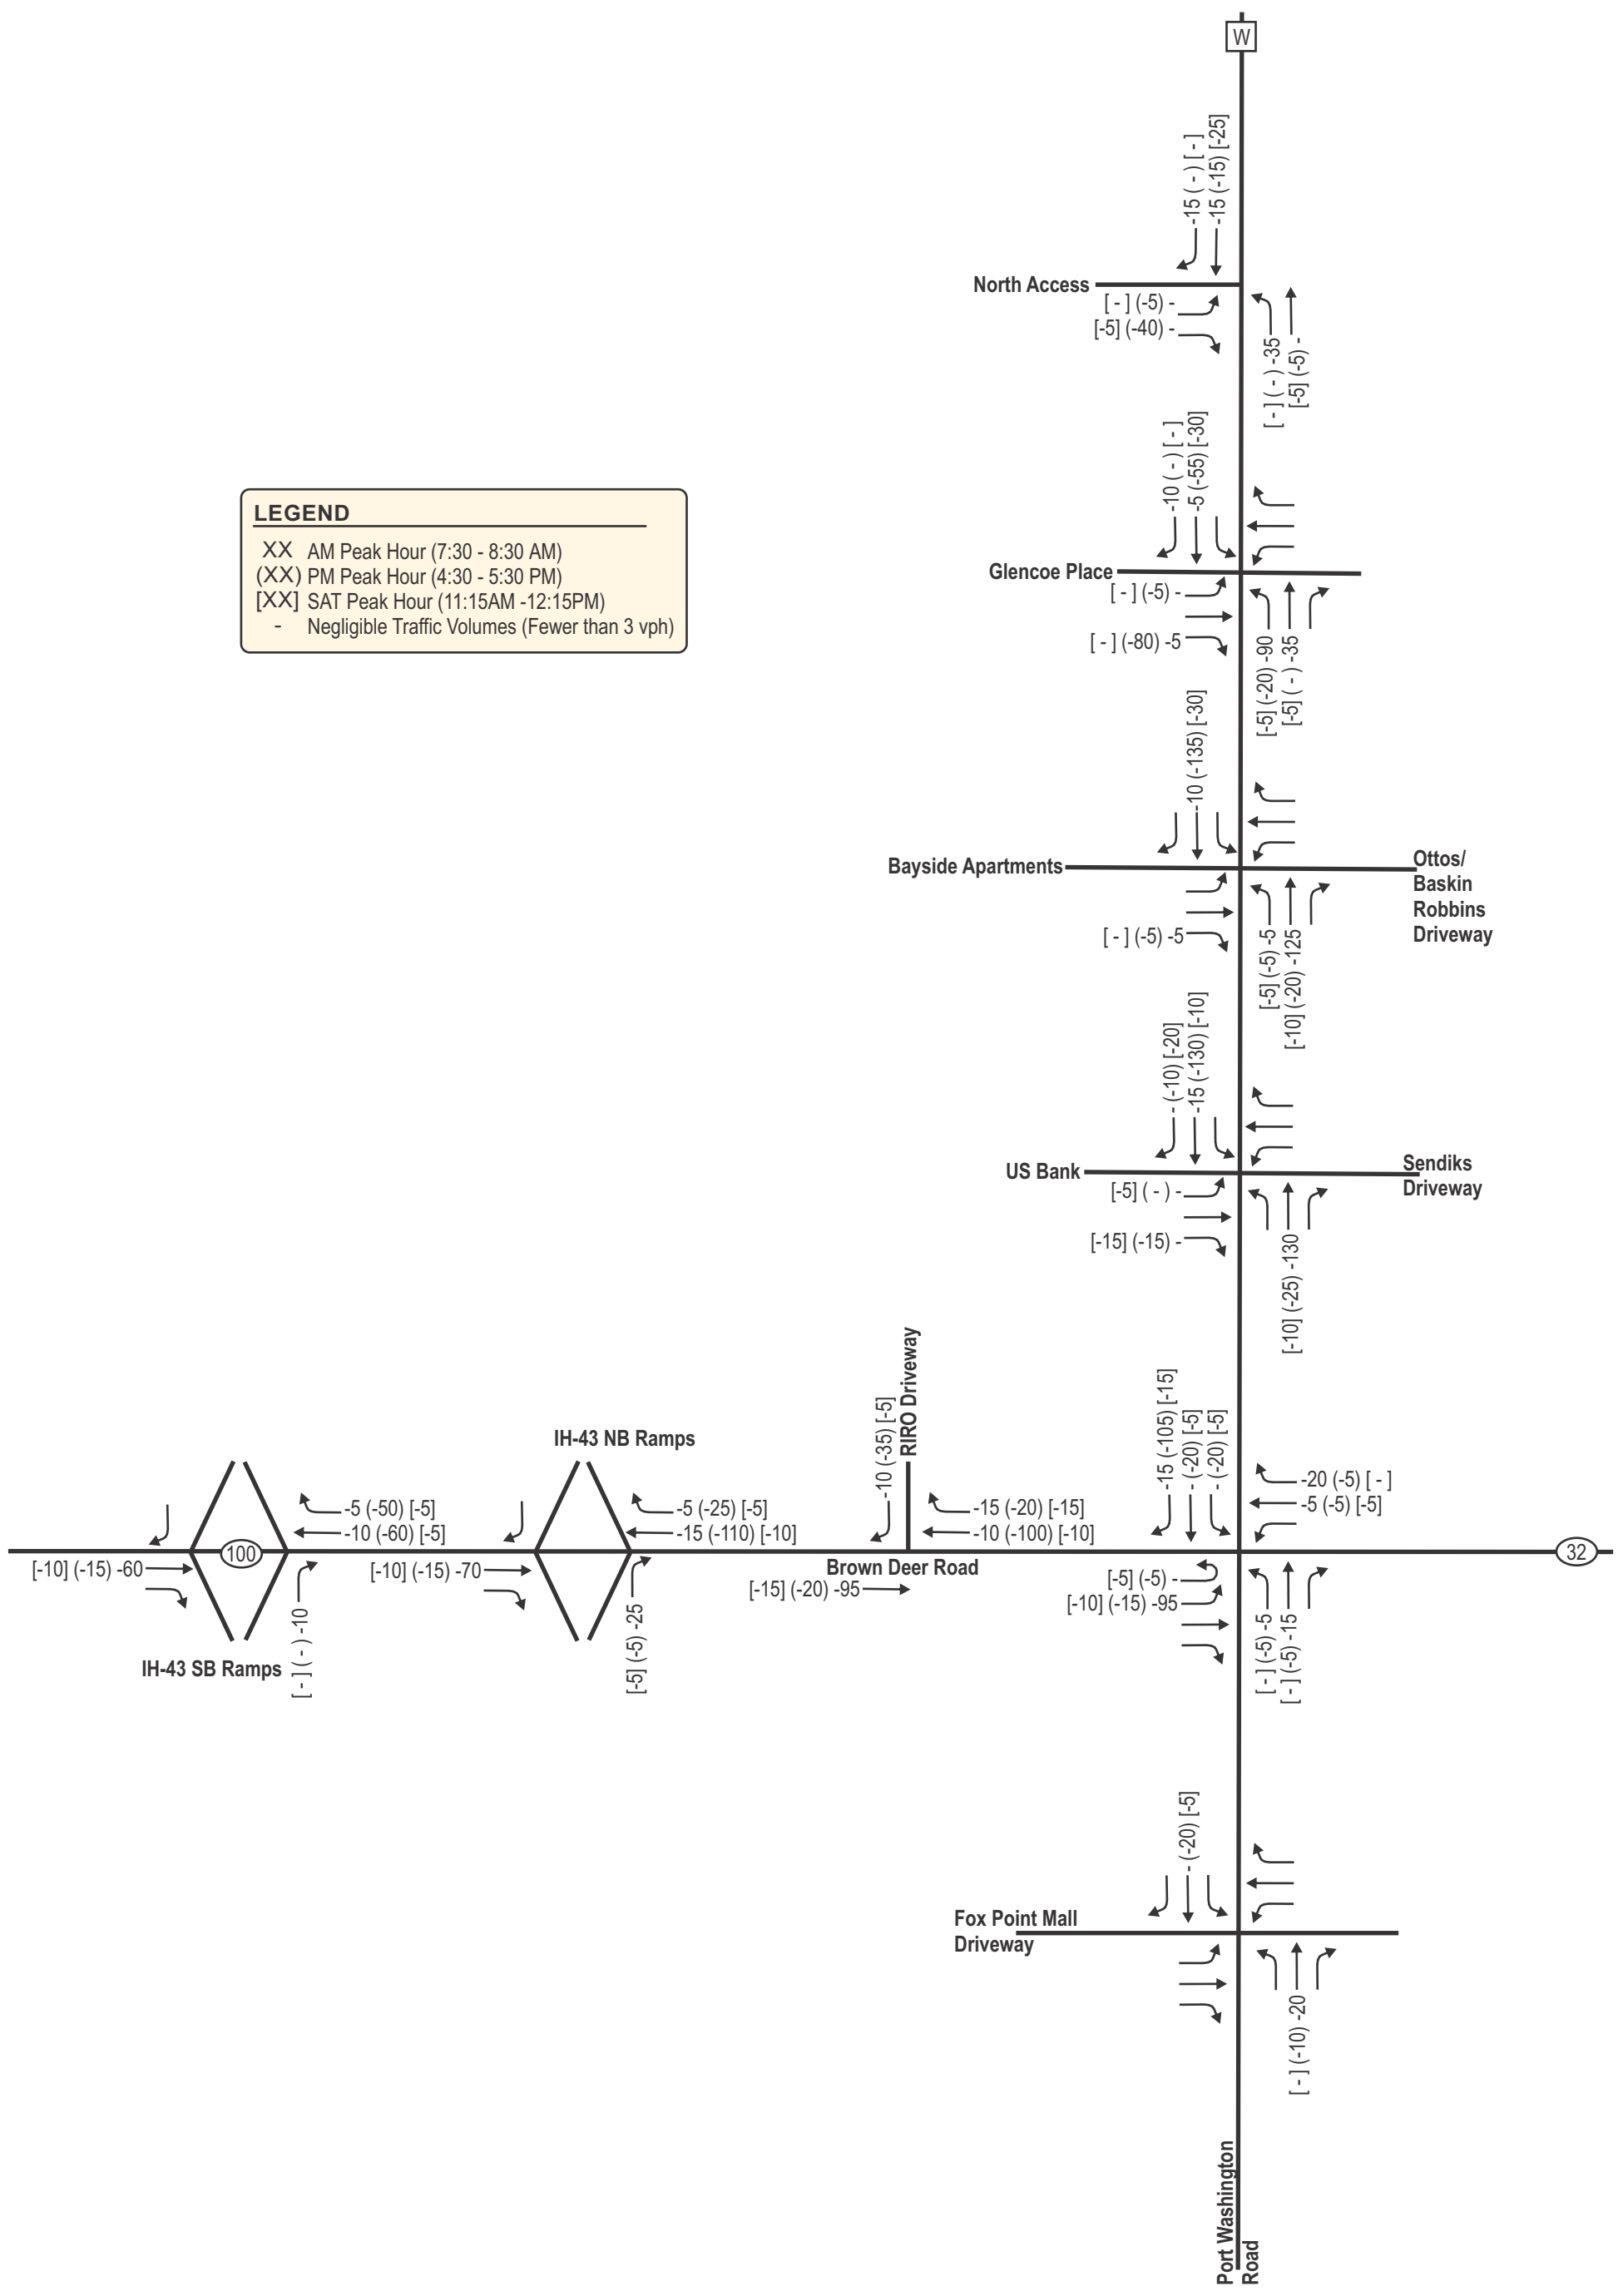 W
-15 ( - ) [ - ]
-15 (-15) [-25]
North Access
[ - ] (-5) -
[-5] (-40) -
[ - ] ( - ) -35
[-5] (-5) -
-10 ( - ) [ - ]
-5 (-55) [-30]
LEGEND
XX AM Peak Hour (7:30 - 8:30 AM)
(XX) PM Peak Hour (4:30 - 5:30 PM)
[XX] SAT Peak Hour (11:15AM -12:15PM)
- Negligible Traffic Volumes (Fewer than 3 vph)
Glencoe Place
[ - ] (-5) -
[ - ] (-80) -5
[-5] (-20) -90
[-5] ( - ) -35
-10 (-135) [-30]
Bayside Apartments
Ottos/
Baskin
Robbins
Driveway
[ - ] (-5) -5
[-5] (-5) -5
[-10] (-20) -125
- (-10) [-20]
-15 (-130) [-10]
US Bank
Sendiks
Driveway
[-5] ( - ) -
[-15] (-15) -
[-10] (-25) -130
RIRO Driveway
-10 (-35) [-5]
-15 (-105) [-15]
- (-20) [-5]
- (-20) [-5]
IH-43 NB Ramps
-5 (-50) [-5]
-10 (-60) [-5]
-5 (-25) [-5]
-15 (-110) [-10]
-15 (-20) [-15]
-10 (-100) [-10]
-20 (-5) [ - ]
-5 (-5) [-5]
100
32
Brown Deer Road
[-10] (-15) -60
[-10] (-15) -70
[-15] (-20) -95
[-5] (-5) -
[-10] (-15) -95
IH-43 SB Ramps
[ - ] ( - ) -10
[-5] (-5) -25
[ - ] (-5) -5
[ - ] (-5) -15
- (-20) [-5]
Fox Point Mall
Driveway
[ - ] (-10) -20
Port Washington
Road